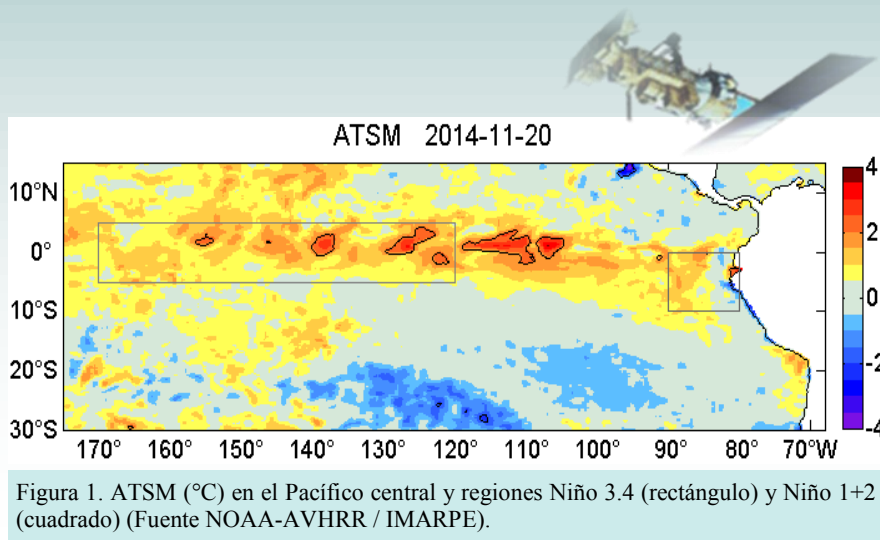 ATSM 2014-11-20
4
10°N
2
0°
0
10°S
-2
20°S
-4
30°S
170° 160° 150° 140° 130° 120° 110° 100° 90° 80° 70°W
Figura 1. ATSM (°C) en el Pacífico central y regiones Niño 3.4 (rectángulo) y Niño 1+2
(cuadrado) (Fuente NOAA-AVHRR / IMARPE).